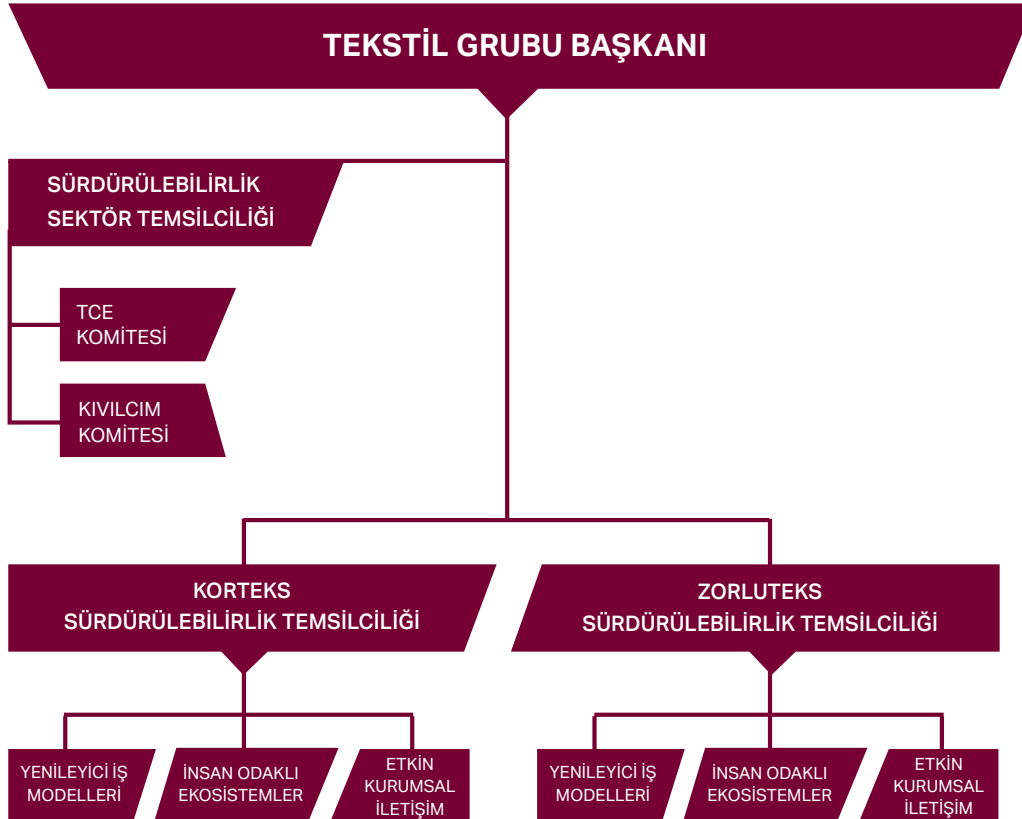 TEKSTİL GRUBU BAŞKANI
SÜRDÜRÜLEBİLİRLİK
SEKTÖR TEMSİLCİLİĞİ
TCE
KOMİTESİ
KIVILCIM
KOMİTESİ
KORTEKS
SÜRDÜRÜLEBİLİRLİK TEMSİLCİLİĞİ
ZORLUTEKS
SÜRDÜRÜLEBİLİRLİK TEMSİLCİLİĞİ
YENİLEYİCİ İŞ
MODELLERİ
İNSAN ODAKLI
EKOSİSTEMLER
ETKİN
KURUMSAL
İLETİŞİM
YENİLEYİCİ İŞ
MODELLERİ
İNSAN ODAKLI
EKOSİSTEMLER
ETKİN
KURUMSAL
İLETİŞİM